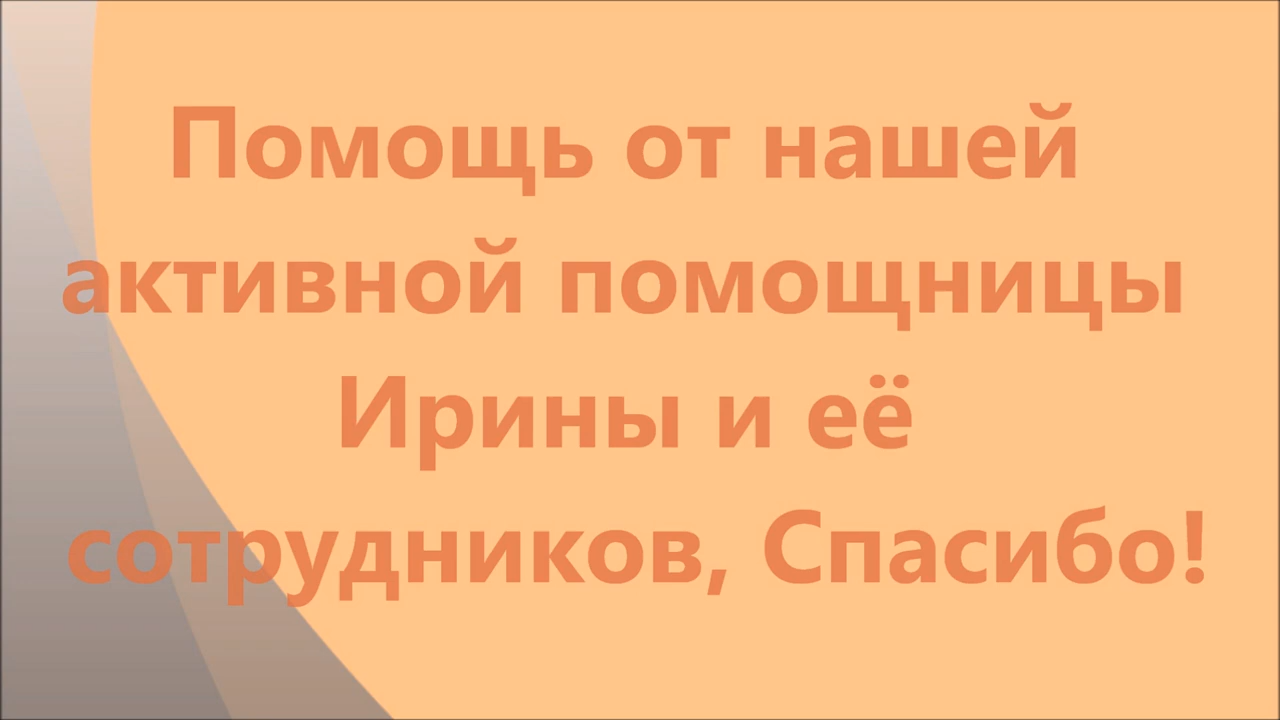 Помощь от нашей
активной помощницы
Ирины и её
сотрудников, Спасибо!